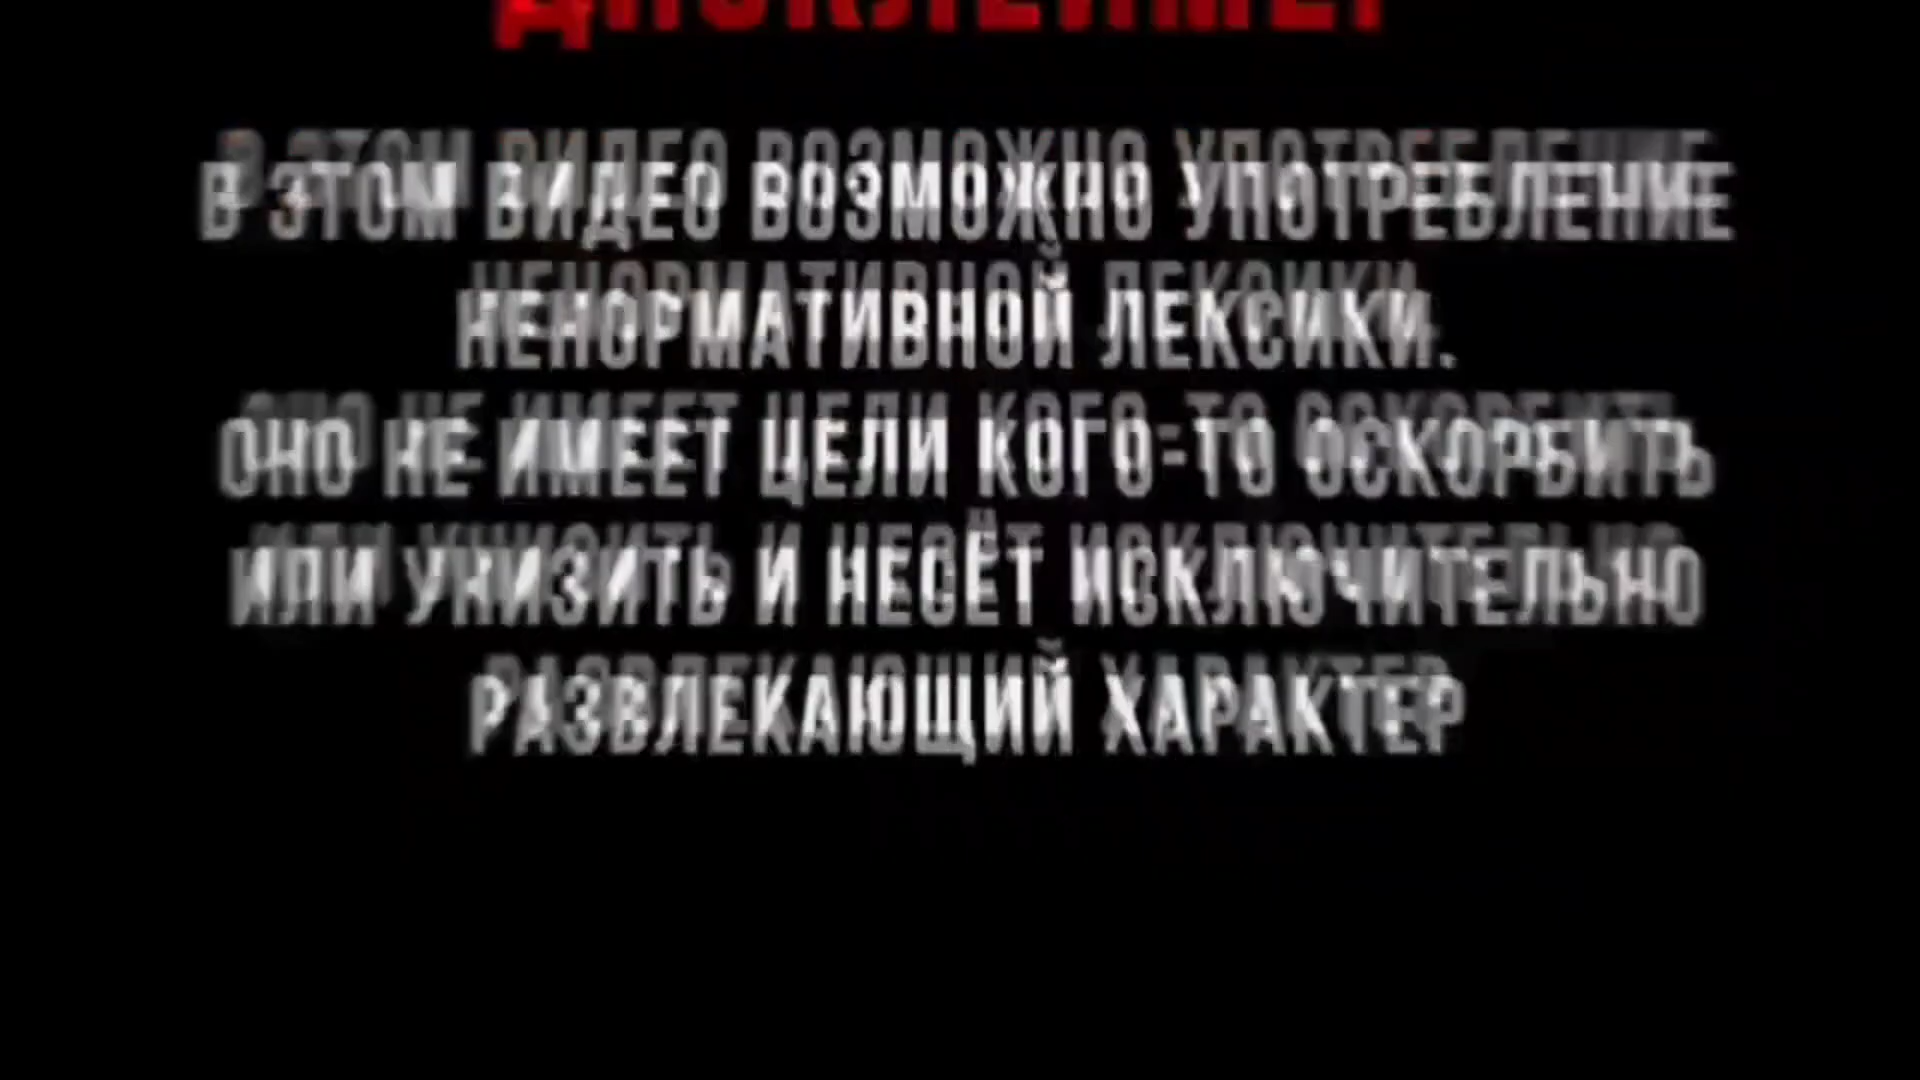 ДИСКЛЕЙМЕР
В ЭТОМ ВИДЕО ВОЗМОЖНО УПОТРЕБЛЕНИЕ
НЕНОРМАТИВНОЙ ЛЕКСИКИ.
ОНО НЕ ИМЕЕТ ЦЕЛИ КОГО-ТО ОСКОРБИТЬ
ИЛИ УНИЗИТЬ И НЕСЁТ ИСКЛЮЧИТЕЛЬНО
РАЗВЛЕКАЮЩИЙ ХАРАКТЕР